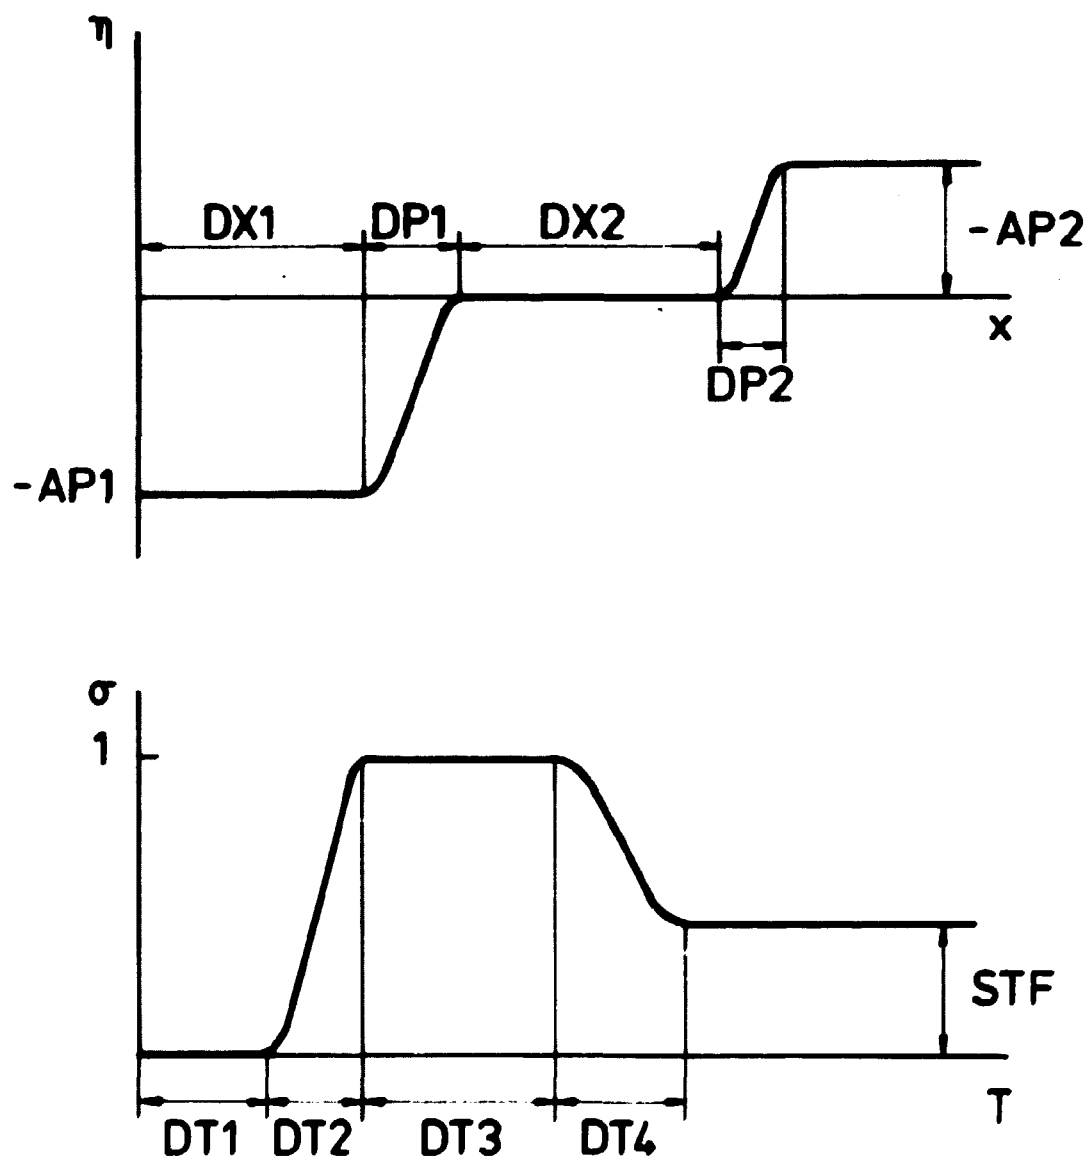 η
DX1 DP1 DX2
-AP2
x
DP2
-AP1
σ
1
STF
T
DT1 DT2 DT3 DT4